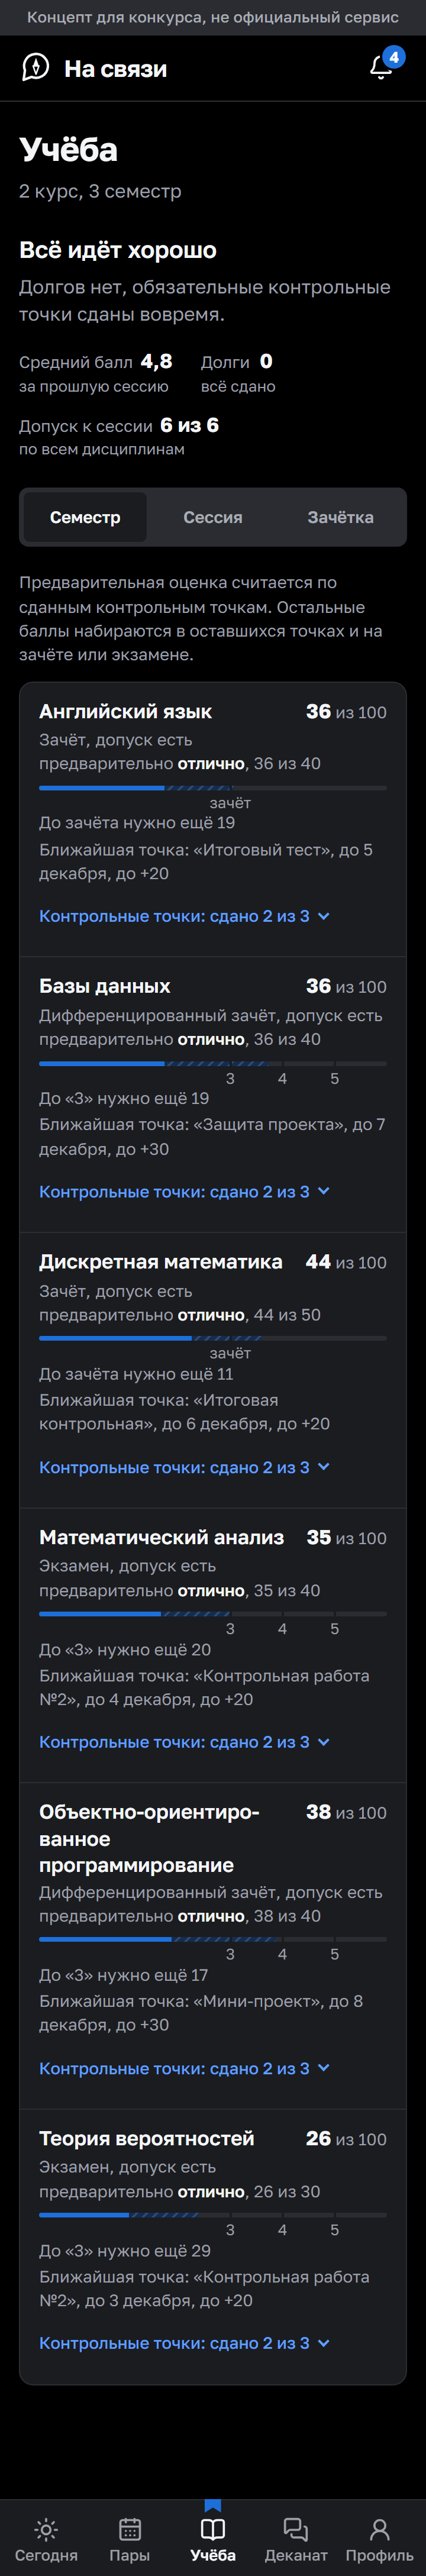 Концепт для конкурса, не официальный сервис
На связи
4
Учёба
2 курс, 3 семестр
Всё идёт хорошо
Долгов нет, обязательные контрольные
точки сданы вовремя.
Средний балл 4,8 Долги 0
за прошлую сессию всё сдано
Допуск к сессии 6 из 6
по всем дисциплинам
Семестр Сессия Зачётка
Предварительная оценка считается по
сданным контрольным точкам. Остальные
баллы набираются в оставшихся точках и на
зачёте или экзамене.
Английский язык 36 из 100
Зачёт, допуск есть
предварительно отлично, 36 из 40
зачёт
До зачёта нужно ещё 19
Ближайшая точка: «Итоговый тест», до 5
декабря, до +20
Контрольные точки: сдано 2 из 3
Базы данных 36 из 100
Дифференцированный зачёт, допуск есть
предварительно отлично, 36 из 40
3 4 5
До «3» нужно ещё 19
Ближайшая точка: «Защита проекта», до 7
декабря, до +30
Контрольные точки: сдано 2 из 3
Дискретная математика 44 из 100
Зачёт, допуск есть
предварительно отлично, 44 из 50
зачёт
До зачёта нужно ещё 11
Ближайшая точка: «Итоговая
контрольная», до 6 декабря, до +20
Контрольные точки: сдано 2 из 3
Математический анализ 35 из 100
Экзамен, допуск есть
предварительно отлично, 35 из 40
3 4 5
До «3» нужно ещё 20
Ближайшая точка: «Контрольная работа
№2», до 4 декабря, до +20
Контрольные точки: сдано 2 из 3
Объектно-ориентиро- 38 из 100
ванное
программирование
Дифференцированный зачёт, допуск есть
предварительно отлично, 38 из 40
3 4 5
До «3» нужно ещё 17
Ближайшая точка: «Мини-проект», до 8
декабря, до +30
Контрольные точки: сдано 2 из 3
Теория вероятностей 26 из 100
Экзамен, допуск есть
предварительно отлично, 26 из 30
3 4 5
До «3» нужно ещё 29
Ближайшая точка: «Контрольная работа
№2», до 3 декабря, до +20
Контрольные точки: сдано 2 из 3
Сегодня Пары Учёба Деканат Профиль